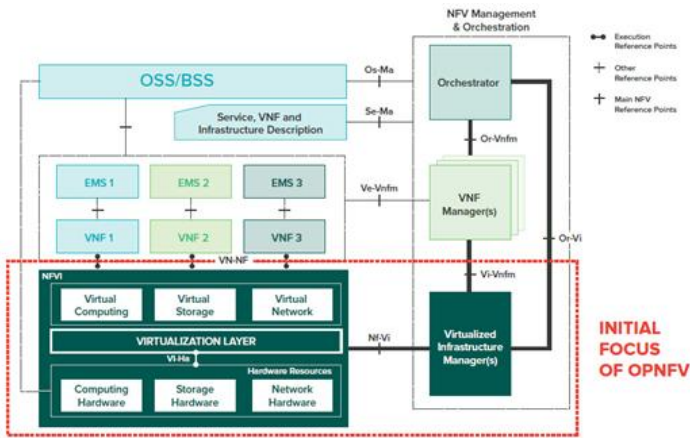 NFV Management
& Orchestration
Execution
Reference Points
Other
Reference Points
Main NFV
Reference Points
OSS/BSS
Os-Ma
Orchestrator
Se-Ma
Service, VNF and
Infrastructure Description
Or-Vnfm
EMS 1
EMS 2
EMS 3
Ve-Vnfm
VNF
Manager(s)
VNF 1
VNF 2
VNF 3
Or-Vi
VN-NF
Vi-Vnfm
NFVI
Virtual
Computing
Virtual
Storage
Virtual
Network
VIRTUALIZATION LAYER
Nf-Vi
Virtualized
Infrastructure
Manager(s)
VI-Ha
Hardware Resources
Computing
Hardware
Storage
Hardware
Network
Hardware
INITIAL
FOCUS
OF OPNFV